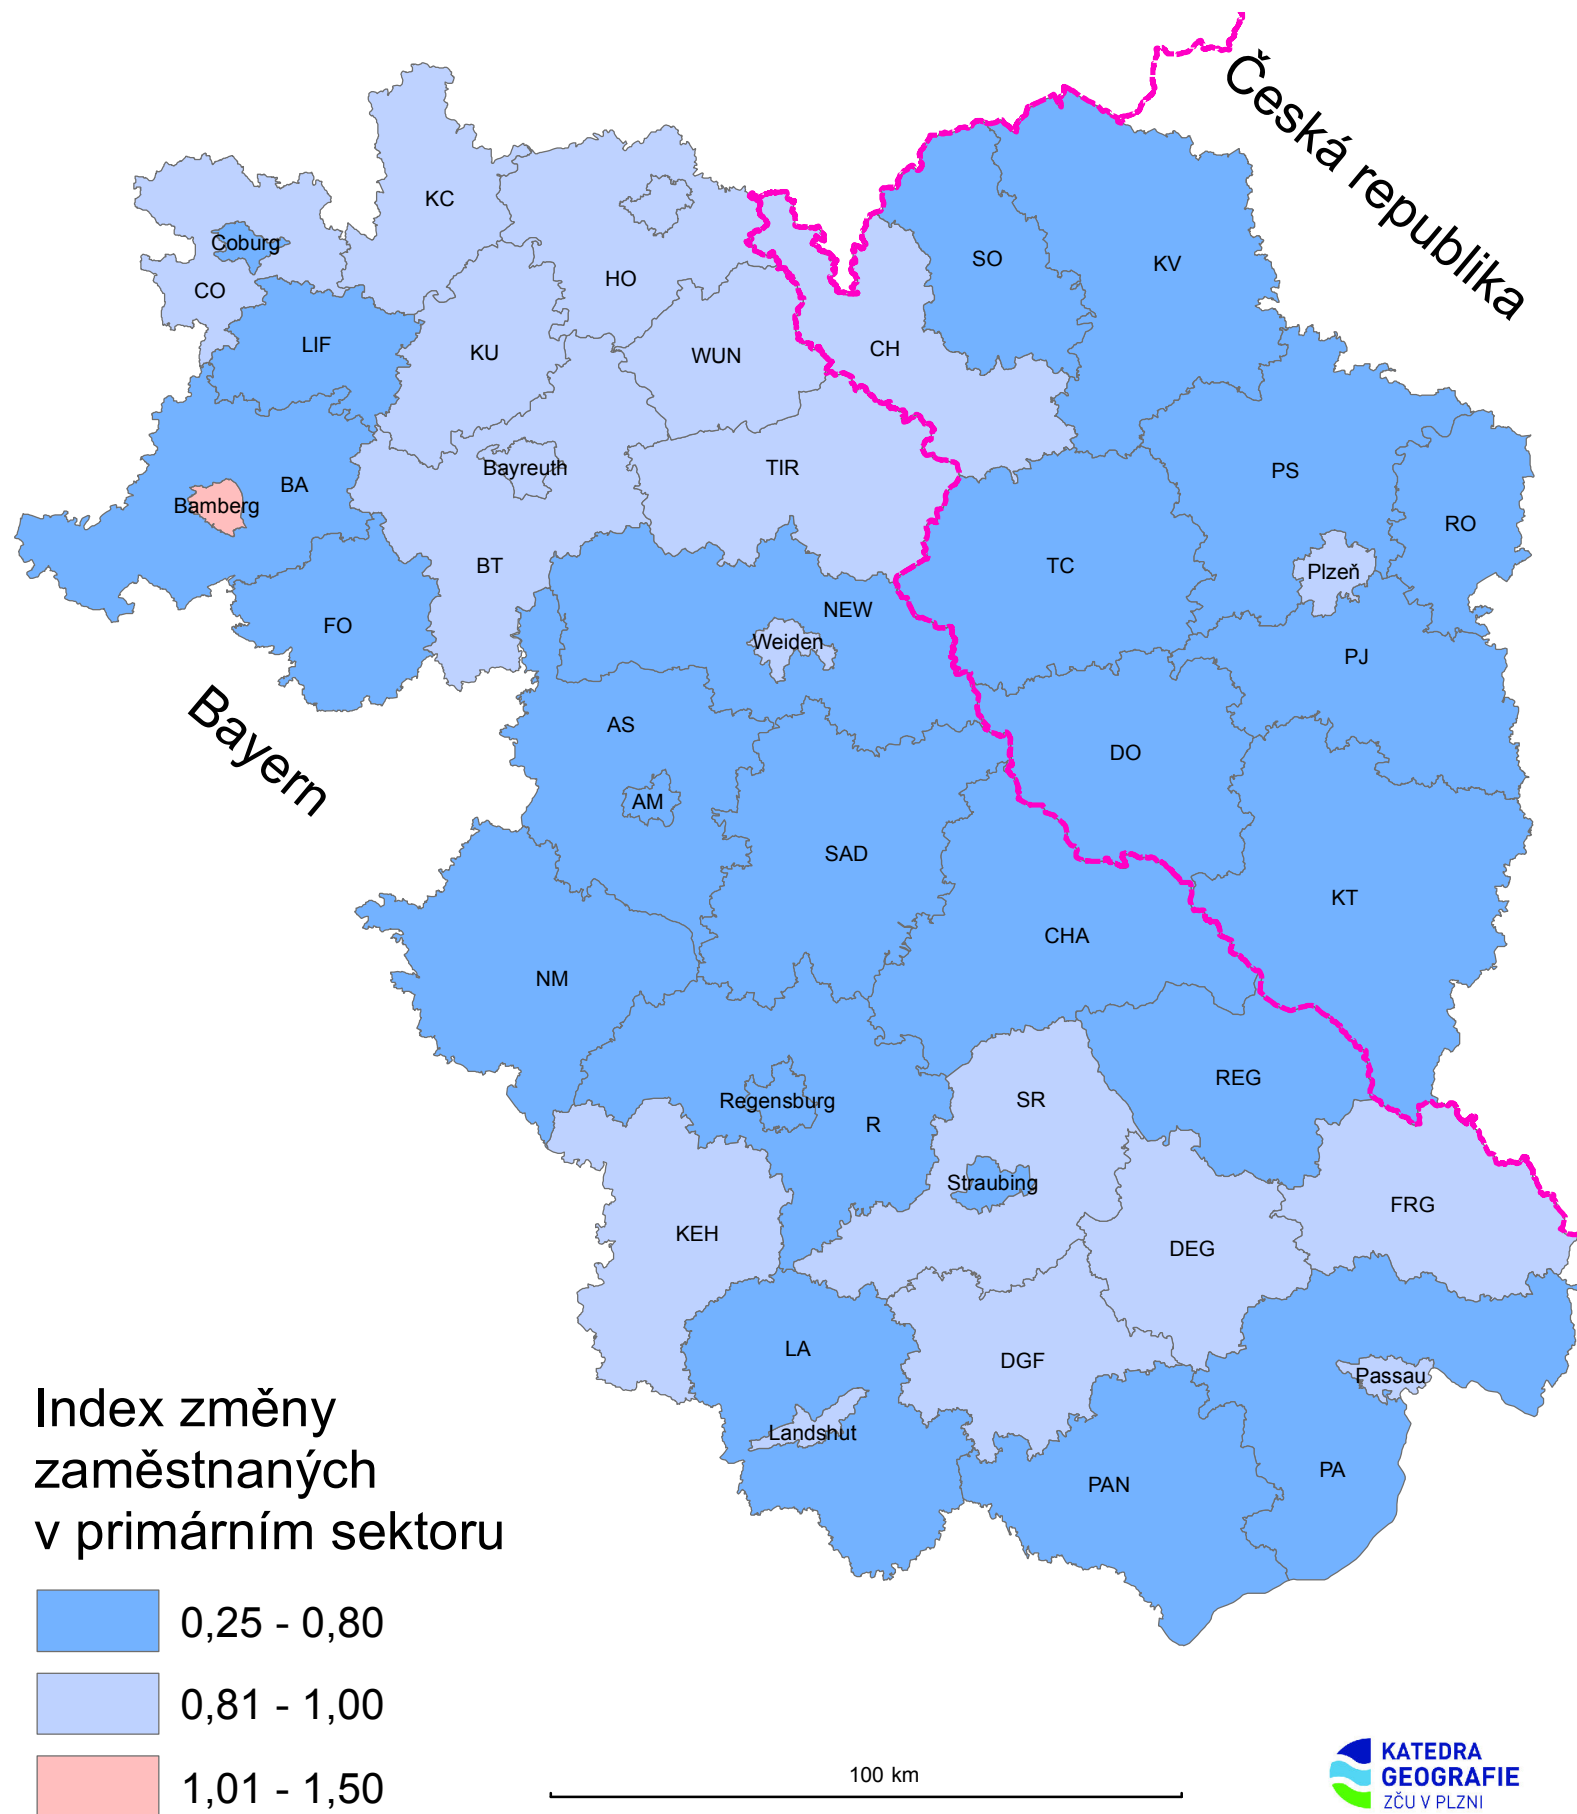 Česká republika
KC
Coburg
HO
SO
KV
CO
LIF
KU
WUN
CH
Bayreuth
TIR
PS
BA
Bamberg
RO
BT
TC
Plzeň
NEW
FO
Weiden
PJ
Bayern
AS
DO
AM
SAD
KT
CHA
NM
REG
SR
Regensburg
R
Straubing
FRG
KEH
DEG
LA
DGF
Passau
Landshut
PA
PAN
Index změny
zaměstnaných
v primárním sektoru
0,25 - 0,80
0,81 - 1,00
1,01 - 1,50
100 km
KATEDRA
GEOGRAFIE
ZČU V PLZNI